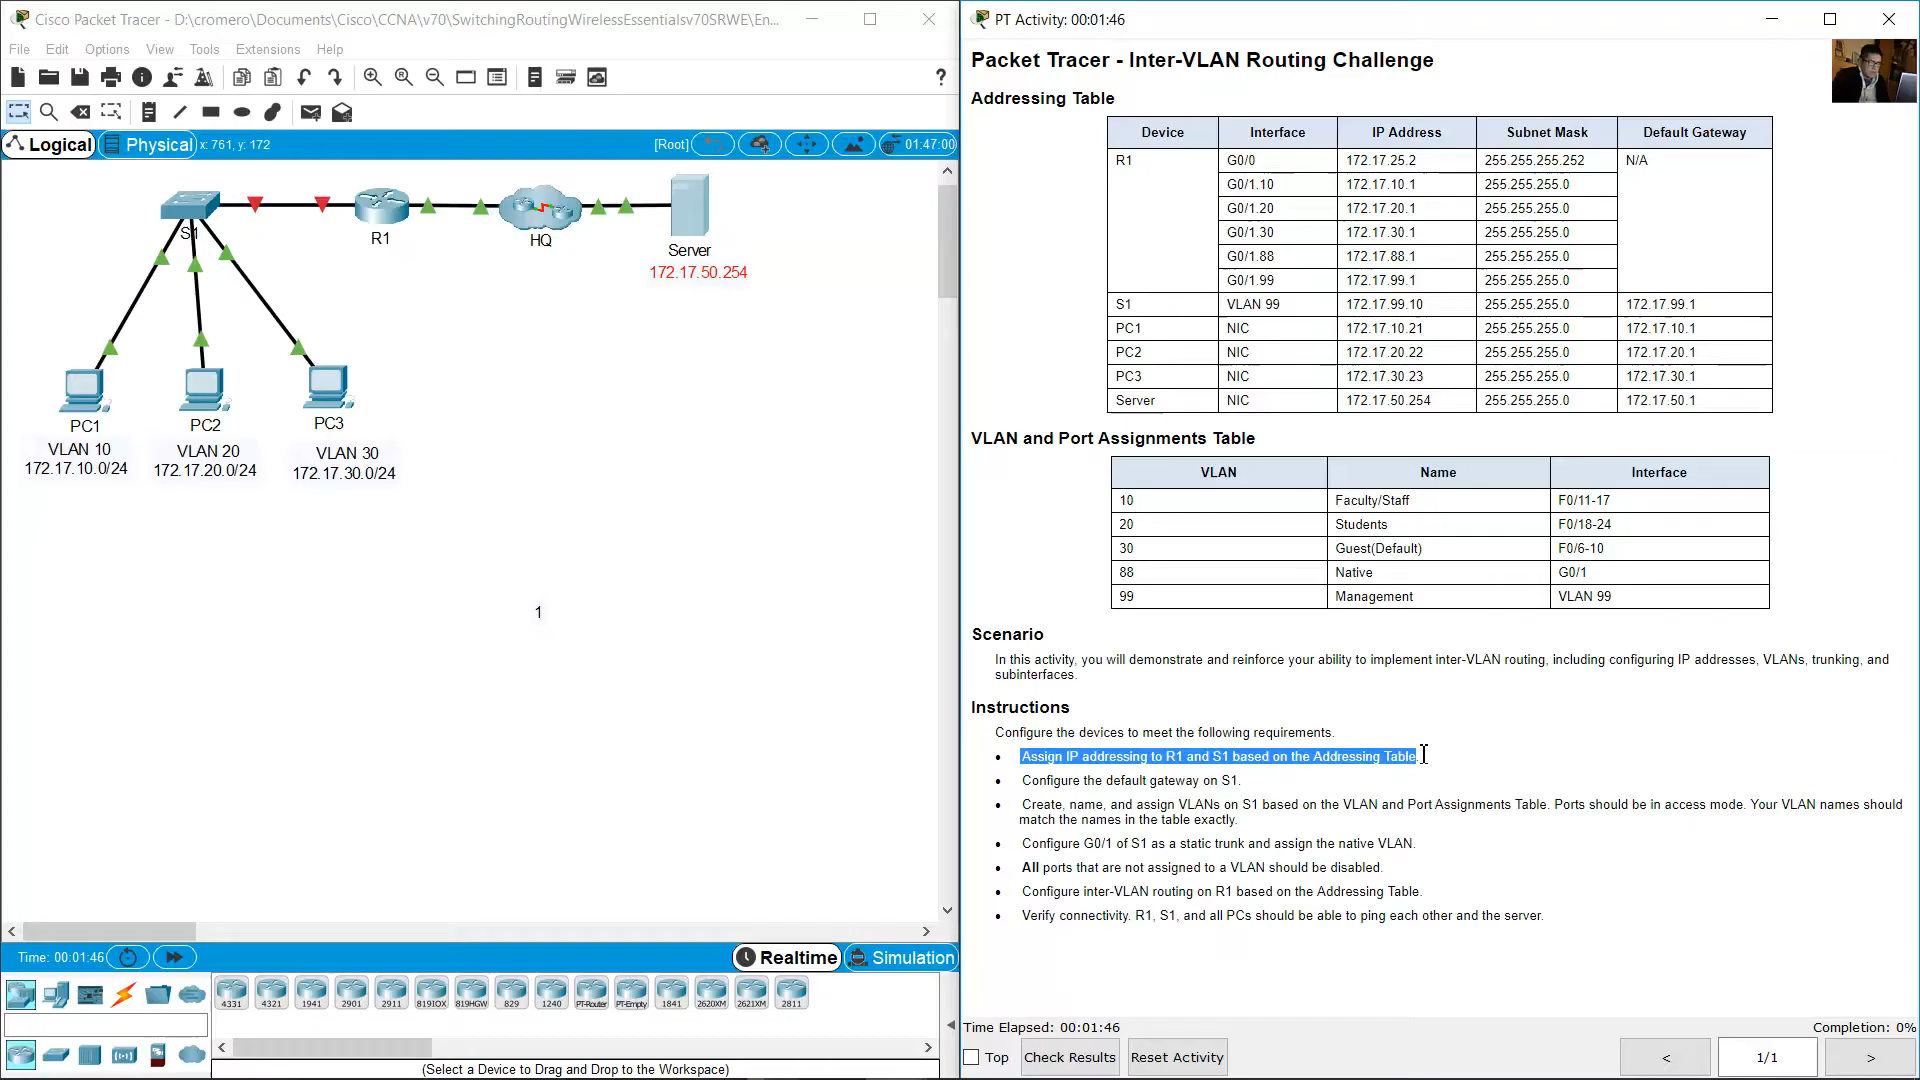 Cisco Packet Tracer - D:\cromero\Documents\Cisco\CCNA\v70\SwitchingRoutingWirelessEssentialsv70SRWE\En...
File Edit Options View Tools Extensions Help
?
Logical Physical x: 761, y: 172 [Root] 01:47:00
S1
R1
HQ
Server
172.17.50.254
PC1 PC2 PC3
VLAN 10 VLAN 20 VLAN 30
172.17.10.0/24 172.17.20.0/24 172.17.30.0/24
1
Time: 00:01:46 Realtime Simulation
4331 4321 1941 2901 2911 819IOX 819HGW 829 1240 PT-Router PT-Empty 1841 2620XM 2621XM 2811
(Select a Device to Drag and Drop to the Workspace)
PT Activity: 00:01:46
Packet Tracer - Inter-VLAN Routing Challenge
Addressing Table
Device Interface IP Address Subnet Mask Default Gateway
R1 G0/0 172.17.25.2 255.255.255.252 N/A
G0/1.10 172.17.10.1 255.255.255.0
G0/1.20 172.17.20.1 255.255.255.0
G0/1.30 172.17.30.1 255.255.255.0
G0/1.88 172.17.88.1 255.255.255.0
G0/1.99 172.17.99.1 255.255.255.0
S1 VLAN 99 172.17.99.10 255.255.255.0 172.17.99.1
PC1 NIC 172.17.10.21 255.255.255.0 172.17.10.1
PC2 NIC 172.17.20.22 255.255.255.0 172.17.20.1
PC3 NIC 172.17.30.23 255.255.255.0 172.17.30.1
Server NIC 172.17.50.254 255.255.255.0 172.17.50.1
VLAN and Port Assignments Table
VLAN Name Interface
10 Faculty/Staff F0/11-17
20 Students F0/18-24
30 Guest(Default) F0/6-10
88 Native G0/1
99 Management VLAN 99
Scenario
In this activity, you will demonstrate and reinforce your ability to implement inter-VLAN routing, including configuring IP addresses, VLANs, trunking, and
subinterfaces.
Instructions
Configure the devices to meet the following requirements.
• Assign IP addressing to R1 and S1 based on the Addressing Table.
• Configure the default gateway on S1.
• Create, name, and assign VLANs on S1 based on the VLAN and Port Assignments Table. Ports should be in access mode. Your VLAN names should
match the names in the table exactly.
• Configure G0/1 of S1 as a static trunk and assign the native VLAN.
• All ports that are not assigned to a VLAN should be disabled.
• Configure inter-VLAN routing on R1 based on the Addressing Table.
• Verify connectivity. R1, S1, and all PCs should be able to ping each other and the server.
Time Elapsed: 00:01:46 Completion: 0%
Top Check Results Reset Activity < 1/1 >